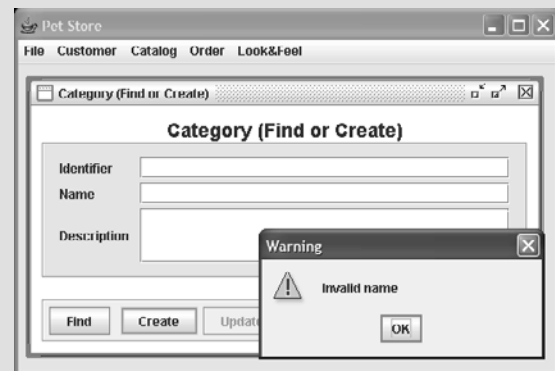 Pet Store
File Customer Catalog Order Look&Feel
Category (Find or Create)
Category (Find or Create)
Identifier
Name
Description
Warning
Invalid name
OK
Find Create Update